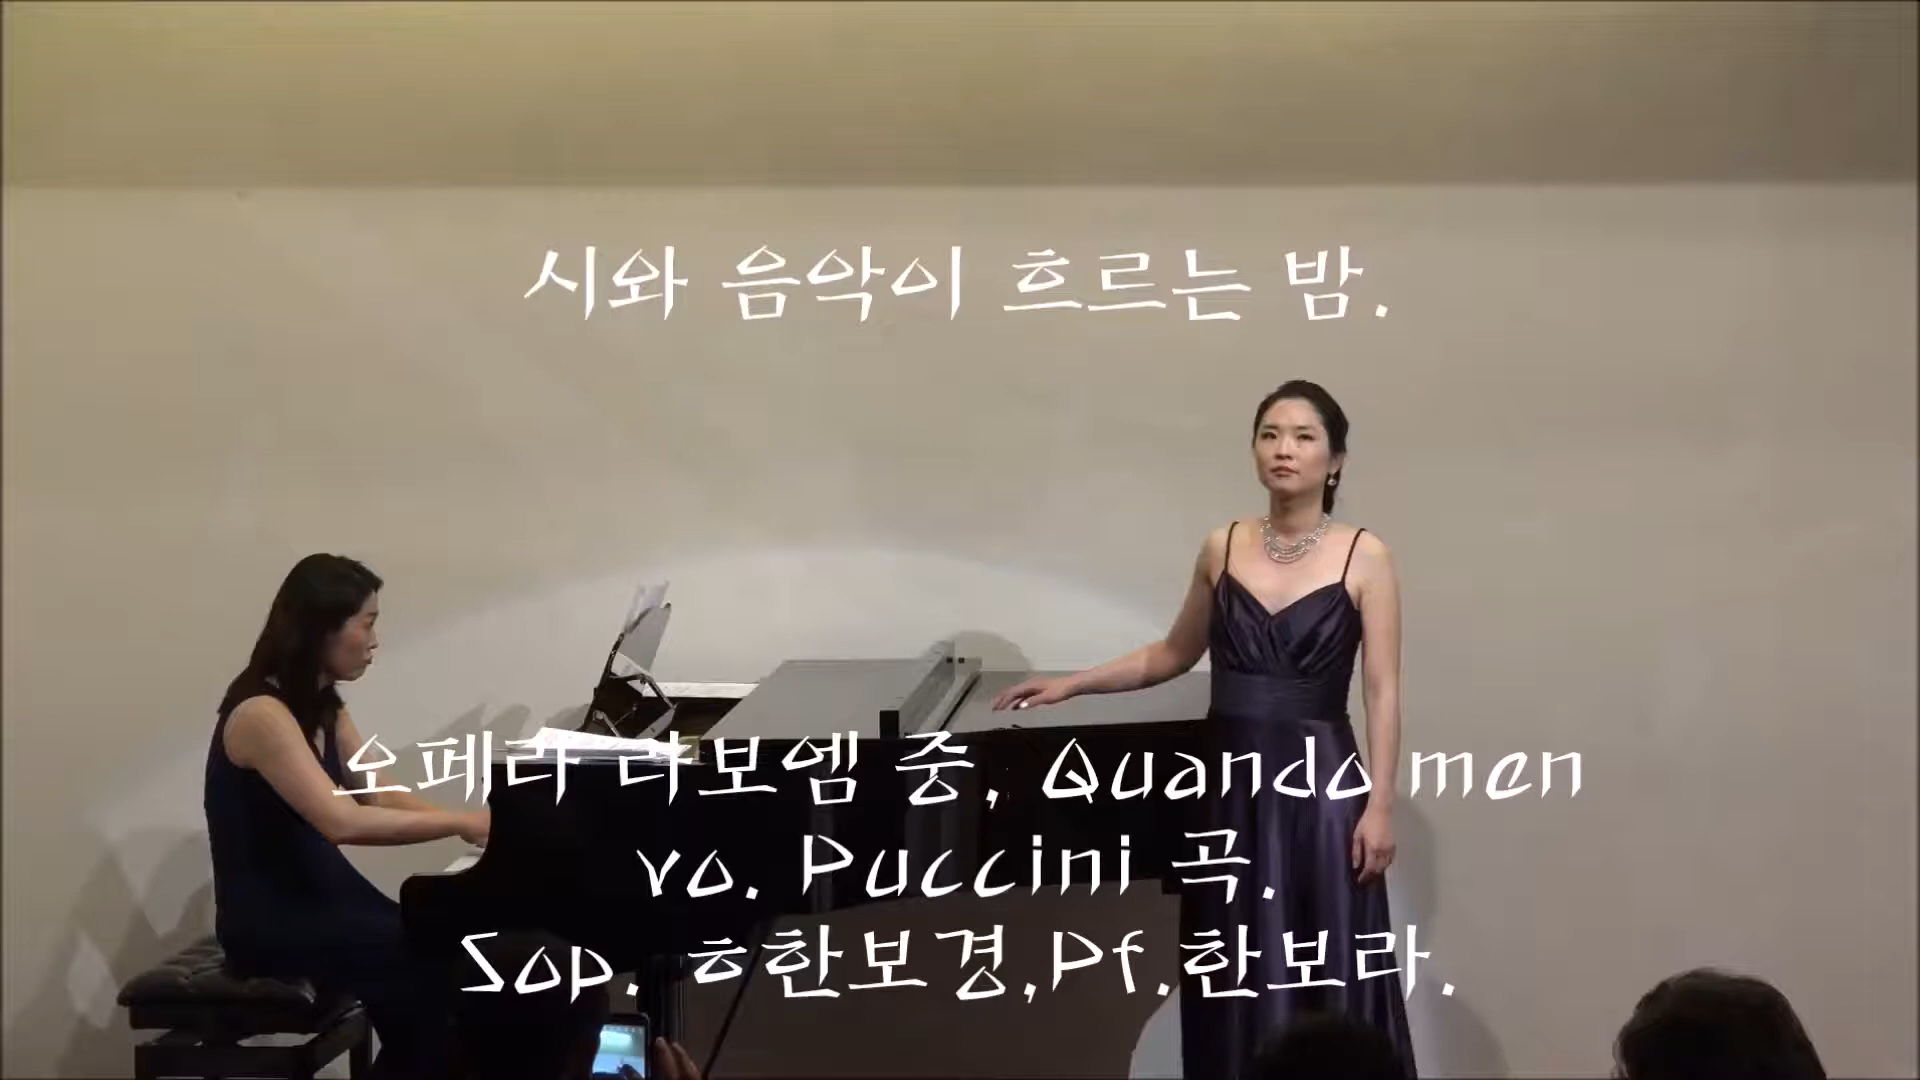 시와 음악이 흐르는 밤.
오페라 라보엠 중, Quando men
vo. Puccini 곡.
Sop. ㅎ한보경,Pf.한보라.